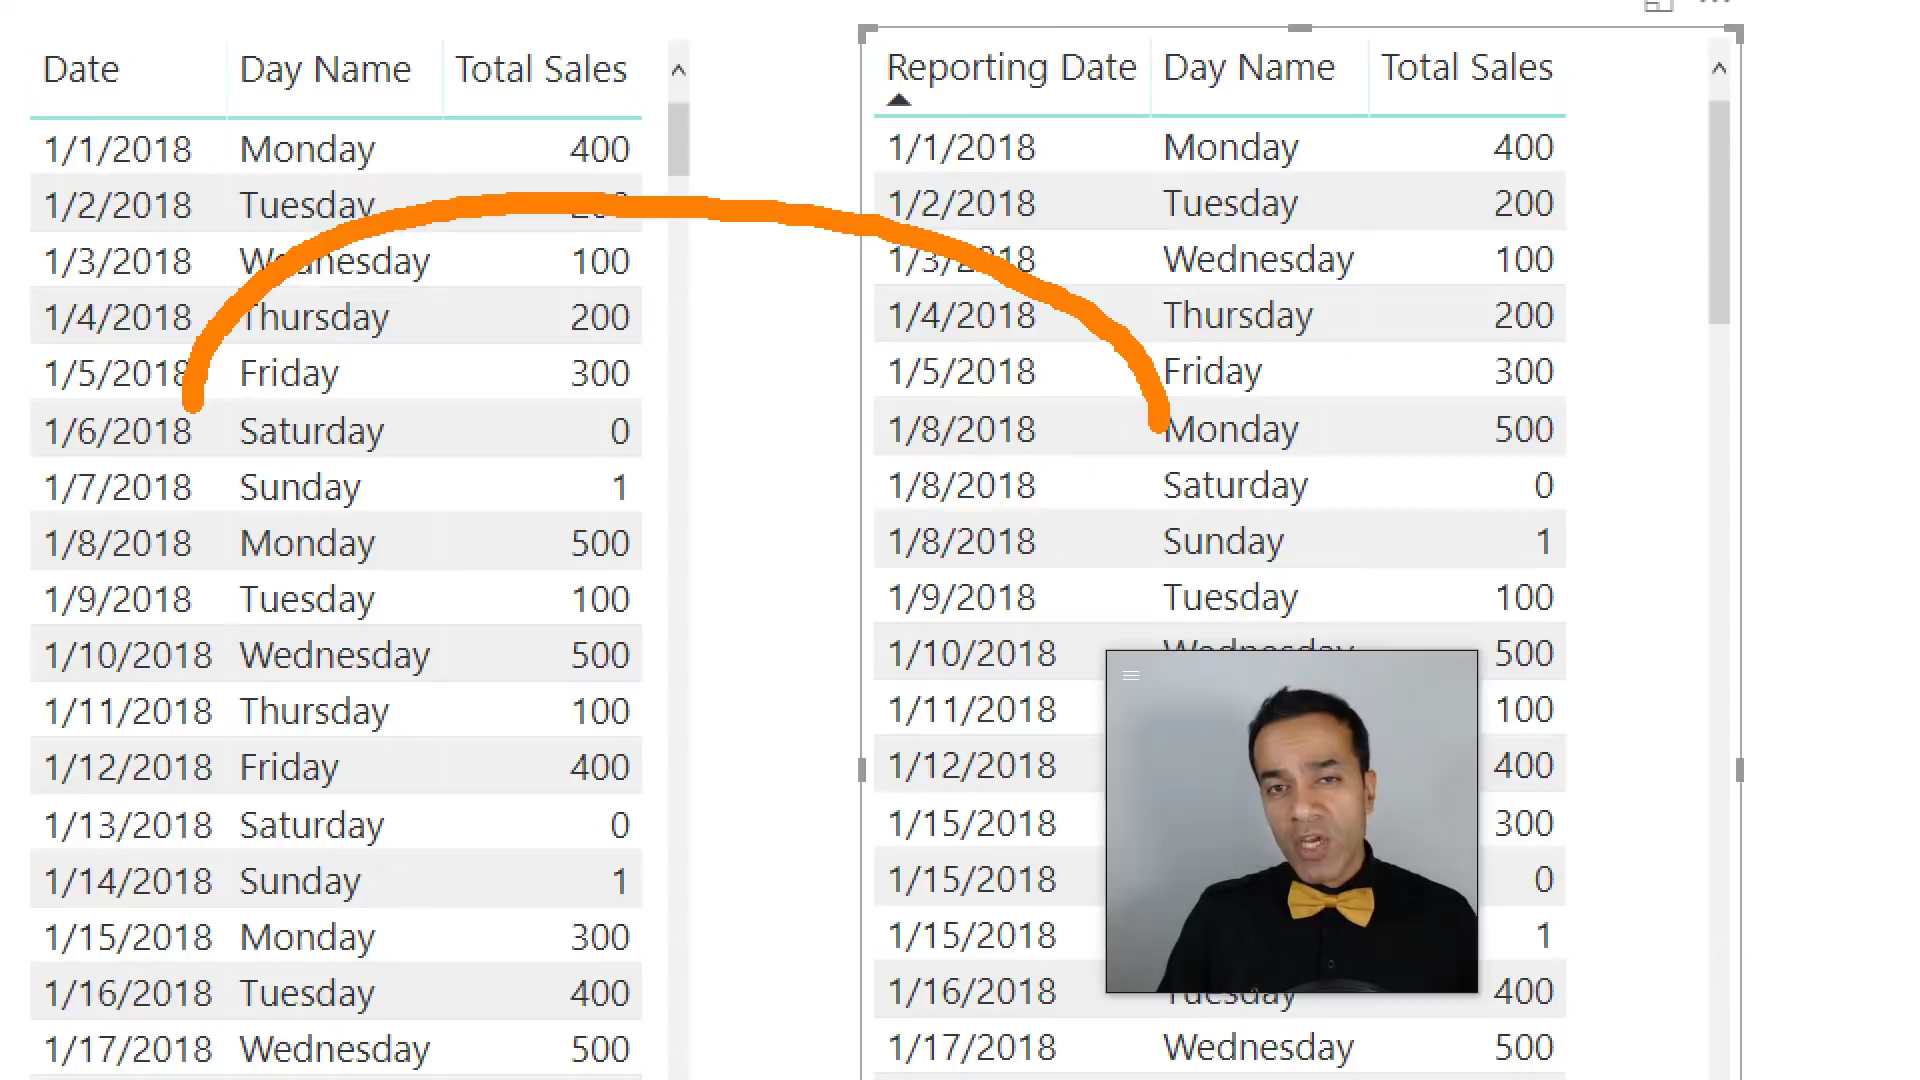 Date Day Name Total Sales
1/1/2018 Monday 400
1/2/2018 Tuesday
1/3/2018 Wednesday 100
1/4/2018 Thursday 200
1/5/2018 Friday 300
1/6/2018 Saturday 0
1/7/2018 Sunday 1
1/8/2018 Monday 500
1/9/2018 Tuesday 100
1/10/2018 Wednesday 500
1/11/2018 Thursday 100
1/12/2018 Friday 400
1/13/2018 Saturday 0
1/14/2018 Sunday 1
1/15/2018 Monday 300
1/16/2018 Tuesday 400
1/17/2018 Wednesday 500
Reporting Date Day Name Total Sales
1/1/2018 Monday 400
1/2/2018 Tuesday 200
1/3/2018 Wednesday 100
1/4/2018 Thursday 200
1/5/2018 Friday 300
1/8/2018 Monday 500
1/8/2018 Saturday 0
1/8/2018 Sunday 1
1/9/2018 Tuesday 100
1/10/2018 Wednesday 500
1/11/2018 100
1/12/2018 400
1/15/2018 300
1/15/2018 0
1/15/2018 1
1/16/2018 Tuesday 400
1/17/2018 Wednesday 500